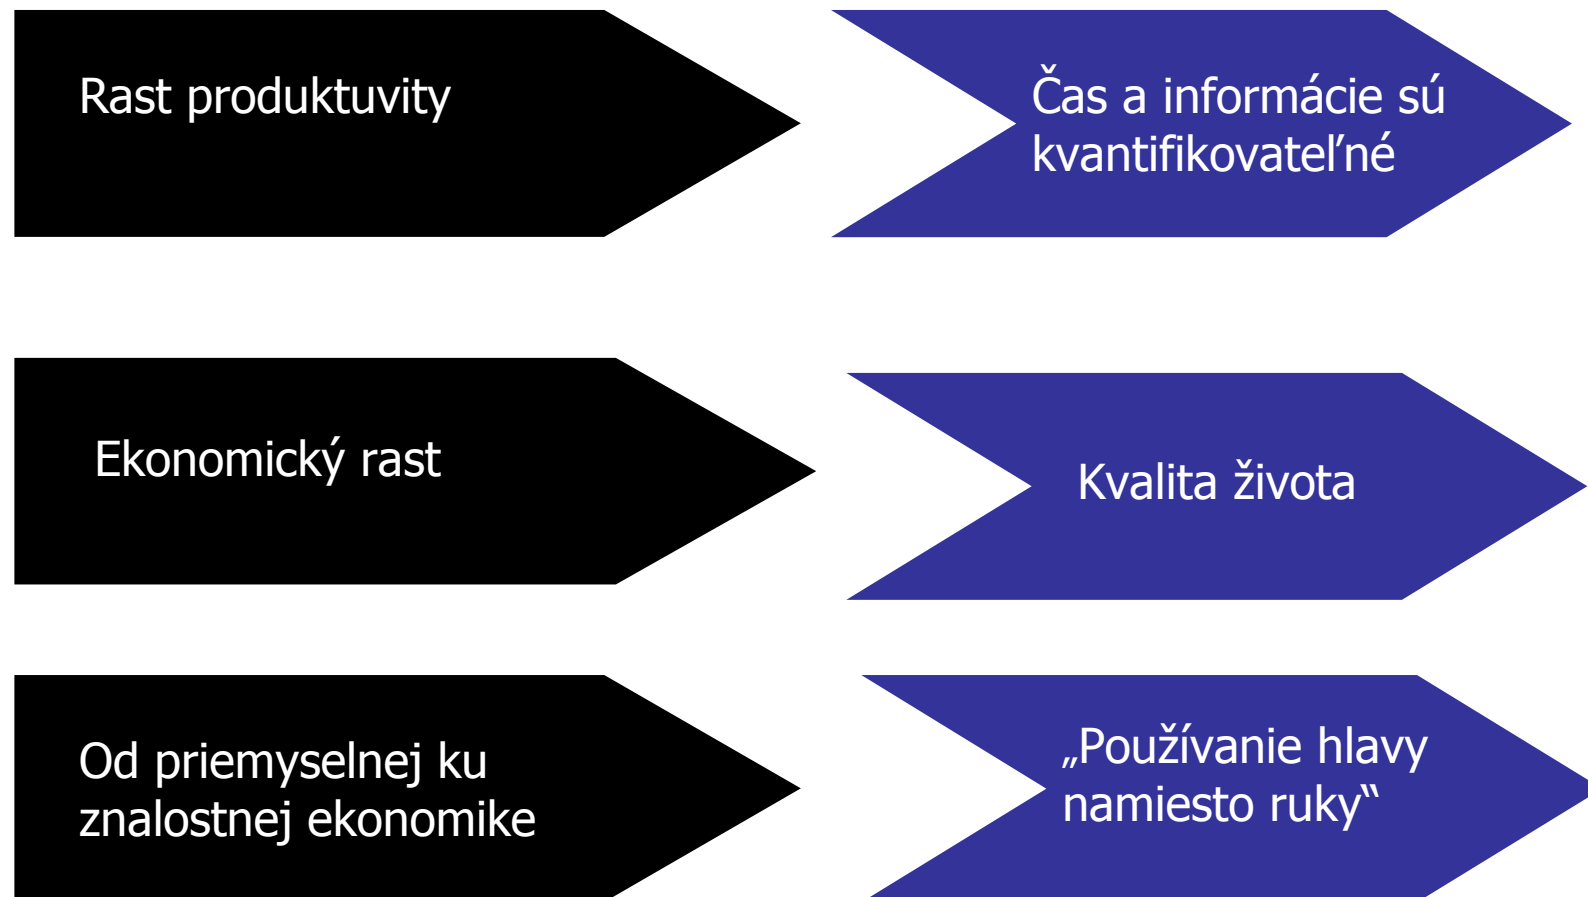 Rast produktuvity
Čas a informácie sú
kvantifikovateľné
Ekonomický rast
Kvalita života
Od priemyselnej ku
znalostnej ekonomike
„Používanie hlavy
namiesto ruky“